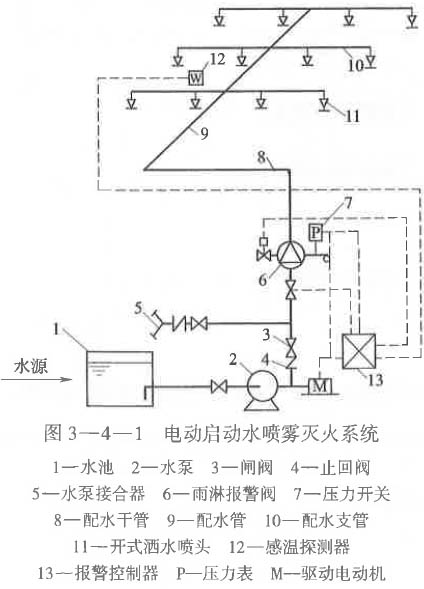 12
W
10
11
9
8
7
P
6
5
3
1
2
4
水源
M
13
图 3—4—1 电动启动水喷雾灭火系统
1—水池 2—水泵 3—闸阀 4—止回阀
5—水泵接合器 6—雨淋报警阀 7—压力开关
8—配水干管 9—配水管 10—配水支管
11—开式洒水喷头 12—感温探测器
13—报警控制器 P—压力表 M—驱动电动机